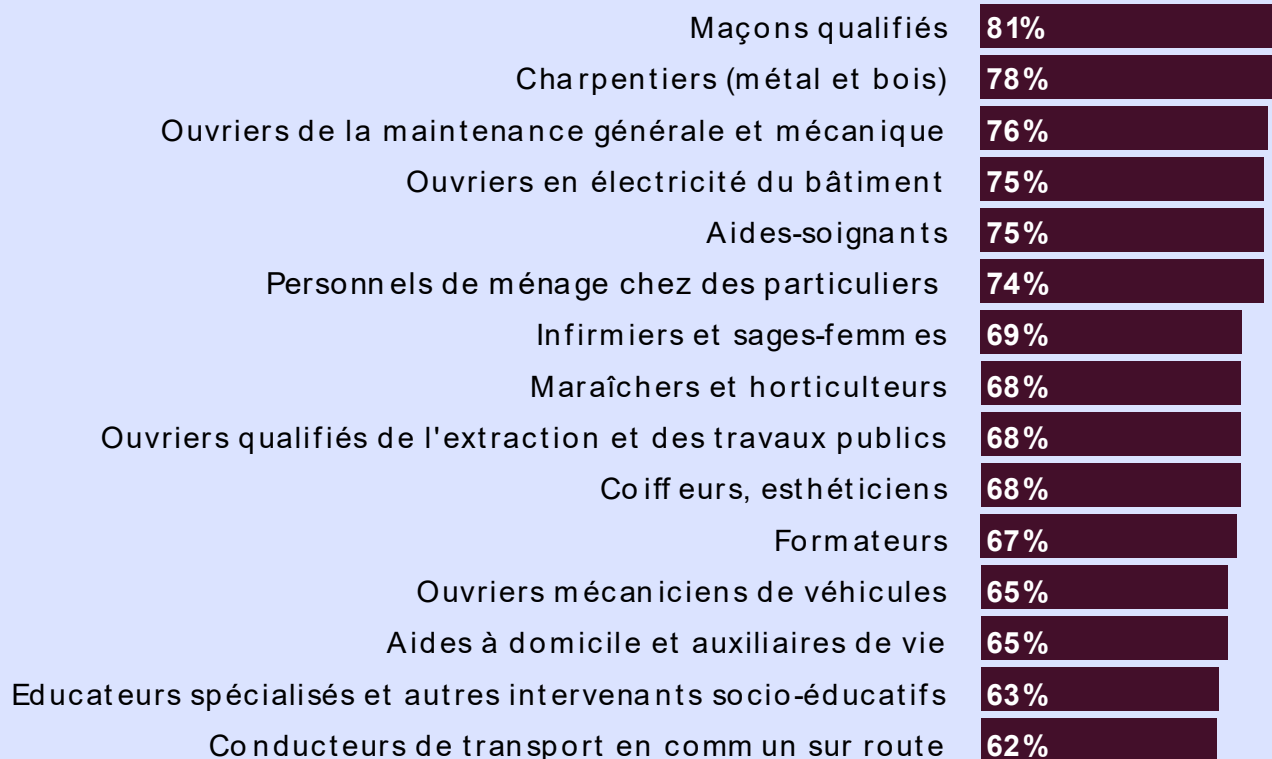 Maçons qualifiés 81%
Charpentiers (métal et bois) 78%
Ouvriers de la maintenance générale et mécanique 76%
Ouvriers en électricité du bâtiment 75%
Aides-soignants 75%
Personnels de ménage chez des particuliers 74%
Infirmiers et sages-femmes 69%
Maraîchers et horticulteurs 68%
Ouvriers qualifiés de l'extraction et des travaux publics 68%
Coiffeurs, esthéticiens 68%
Formateurs 67%
Ouvriers mécaniciens de véhicules 65%
Aides à domicile et auxiliaires de vie 65%
Educateurs spécialisés et autres intervenants socio-éducatifs 63%
Conducteurs de transport en commun sur route 62%